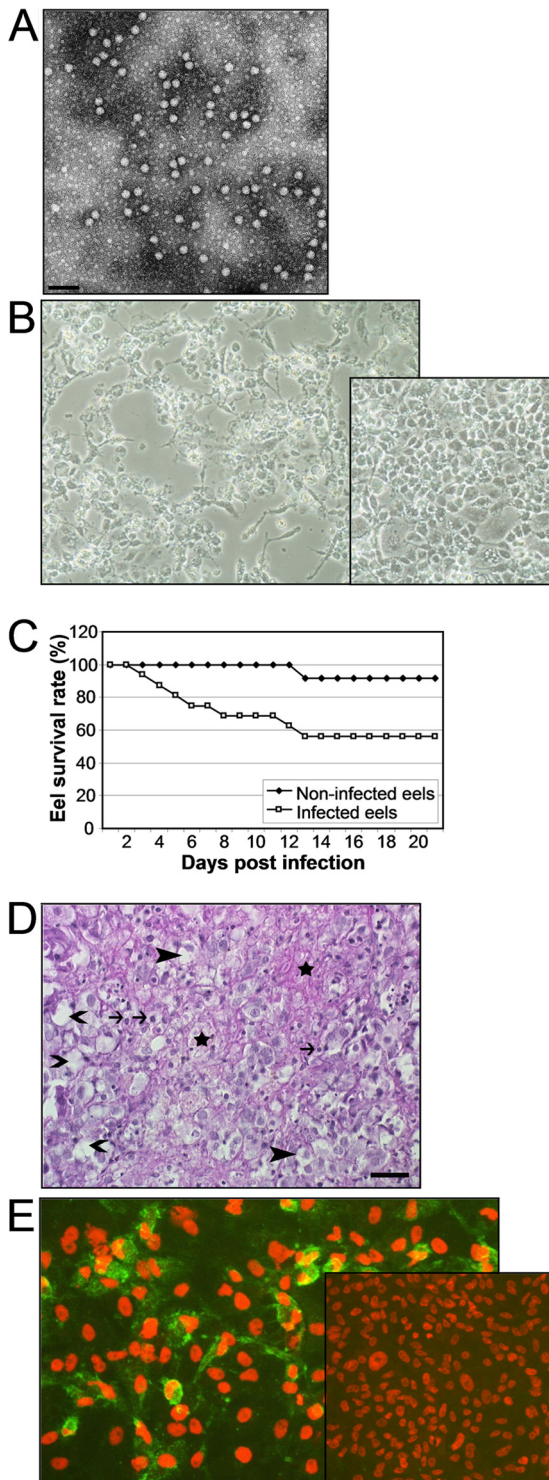 A
B
C
Eel survival rate (%)
120
100
80
60
40
20
0
Non-infected eels
Infected eels
2 4 6 8 10 12 14 16 18 20
Days post infection
D
E